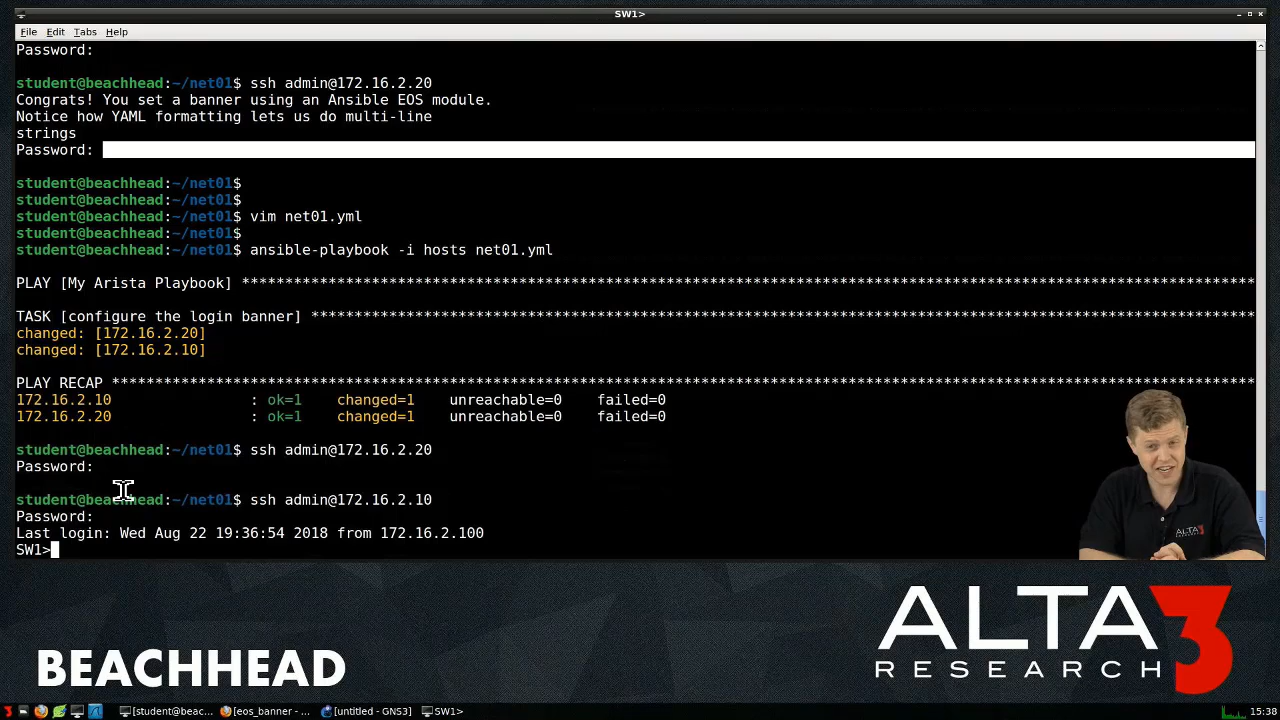 SW1>
File Edit Tabs Help
Password:
student@beachhead:~/net01$ ssh admin@172.16.2.20
Congrats! You set a banner using an Ansible EOS module.
Notice how YAML formatting lets us do multi-line
strings
Password:
student@beachhead:~/net01$
student@beachhead:~/net01$
student@beachhead:~/net01$ vim net01.yml
student@beachhead:~/net01$
student@beachhead:~/net01$ ansible-playbook -i hosts net01.yml
PLAY [My Arista Playbook] *********************************************************************************************************************
TASK [configure the login banner] *************************************************************************************************************
changed: [172.16.2.20]
changed: [172.16.2.10]
PLAY RECAP ************************************************************************************************************************************
172.16.2.10 : ok=1 changed=1 unreachable=0 failed=0
172.16.2.20 : ok=1 changed=1 unreachable=0 failed=0
student@beachhead:~/net01$ ssh admin@172.16.2.20
Password:
student@beachhead:~/net01$ ssh admin@172.16.2.10
Password:
Last login: Wed Aug 22 19:36:54 2018 from 172.16.2.100
SW1>
ALTA3
BEACHHEAD
ALTA3
RESEARCH
[student@beac... [eos_banner - ... [untitled - GNS3] SW1> 15:38